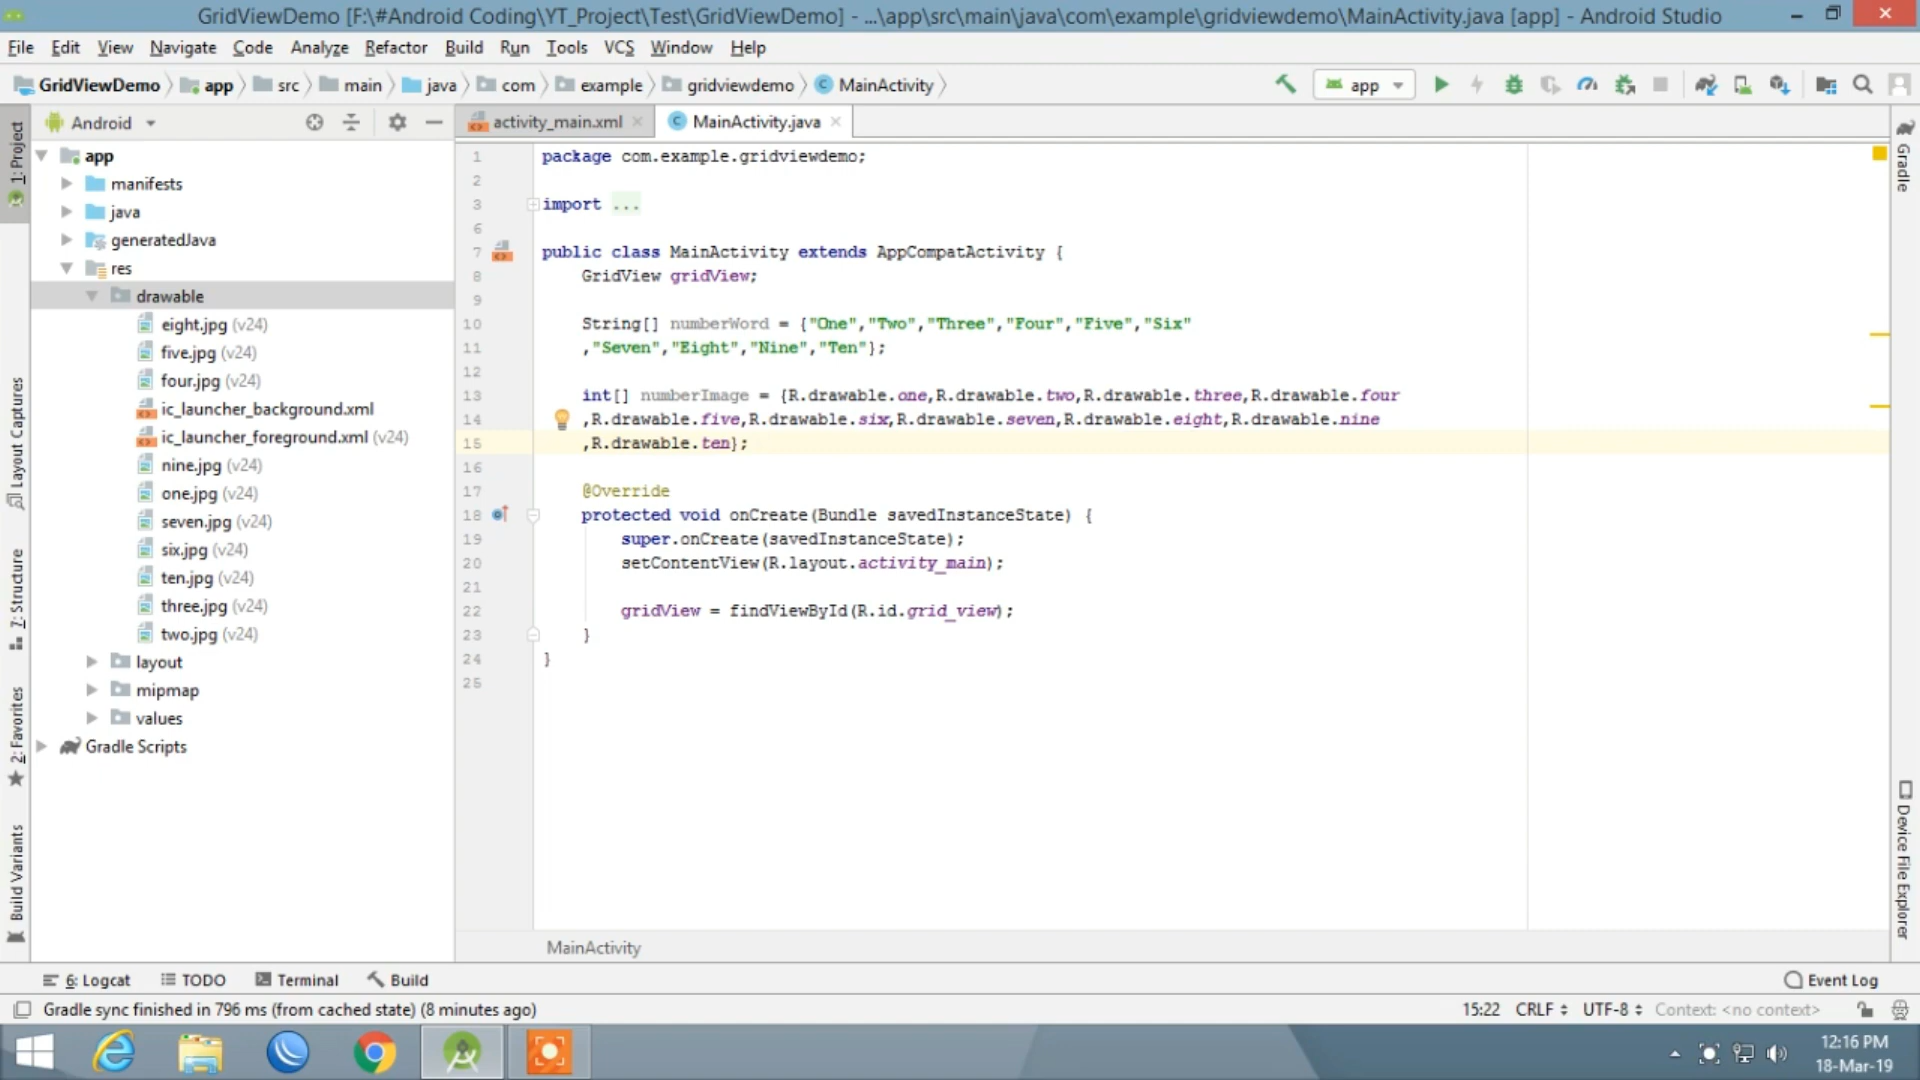 GridViewDemo [F:\#Android Coding\YT_Project\Test\GridViewDemo] - ...\app\src\main\java\com\example\gridviewdemo\MainActivity.java [app] - Android Studio
File Edit View Navigate Code Analyze Refactor Build Run Tools VCS Window Help
GridViewDemo app src main java com example gridviewdemo MainActivity app
1: Project
Layout Captures
7: Structure
2: Favorites
Build Variants
Android
app
manifests
java
generatedJava
res
drawable
eight.jpg (v24)
five.jpg (v24)
four.jpg (v24)
ic_launcher_background.xml
ic_launcher_foreground.xml (v24)
nine.jpg (v24)
one.jpg (v24)
seven.jpg (v24)
six.jpg (v24)
ten.jpg (v24)
three.jpg (v24)
two.jpg (v24)
layout
mipmap
values
Gradle Scripts
activity_main.xml MainActivity.java
1 package com.example.gridviewdemo;
2
3 import ...
6
7 public class MainActivity extends AppCompatActivity {
8 GridView gridView;
9
10 String[] numberWord = {"One","Two","Three","Four","Five","Six"
11 ,"Seven","Eight","Nine","Ten"};
12
13 int[] numberImage = {R.drawable.one,R.drawable.two,R.drawable.three,R.drawable.four
14 ,R.drawable.five,R.drawable.six,R.drawable.seven,R.drawable.eight,R.drawable.nine
15 ,R.drawable.ten};
16
17 @Override
18 protected void onCreate(Bundle savedInstanceState) {
19 super.onCreate(savedInstanceState);
20 setContentView(R.layout.activity_main);
21
22 gridView = findViewById(R.id.grid_view);
23 }
24 }
25
MainActivity
Gradle
Device File Explorer
6: Logcat TODO Terminal Build Event Log
Gradle sync finished in 796 ms (from cached state) (8 minutes ago) 15:22 CRLF UTF-8 Context: <no context>
12:16 PM
18-Mar-19